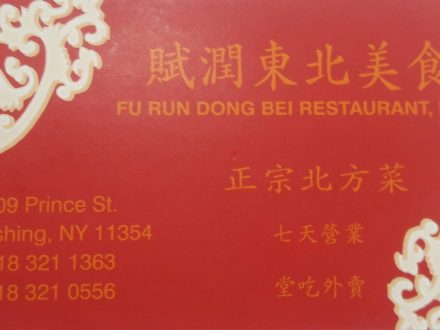 賦潤東北美食
FU RUN DONG BEI RESTAURANT,
正宗北方菜
09 Prince St.
shing, NY 11354
七天營業
18 321 1363
18 321 0556
堂吃外賣